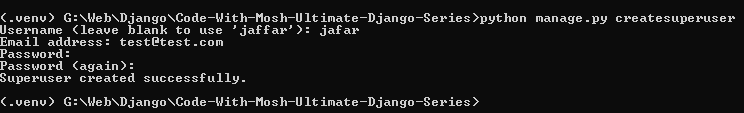 (.venv) G:\Web\Django\Code-With-Mosh-Ultimate-Django-Series>python manage.py createsuperuser
Username (leave blank to use 'jaffar'): jafar
Email address: test@test.com
Password:
Password (again):
Superuser created successfully.
(.venv) G:\Web\Django\Code-With-Mosh-Ultimate-Django-Series>